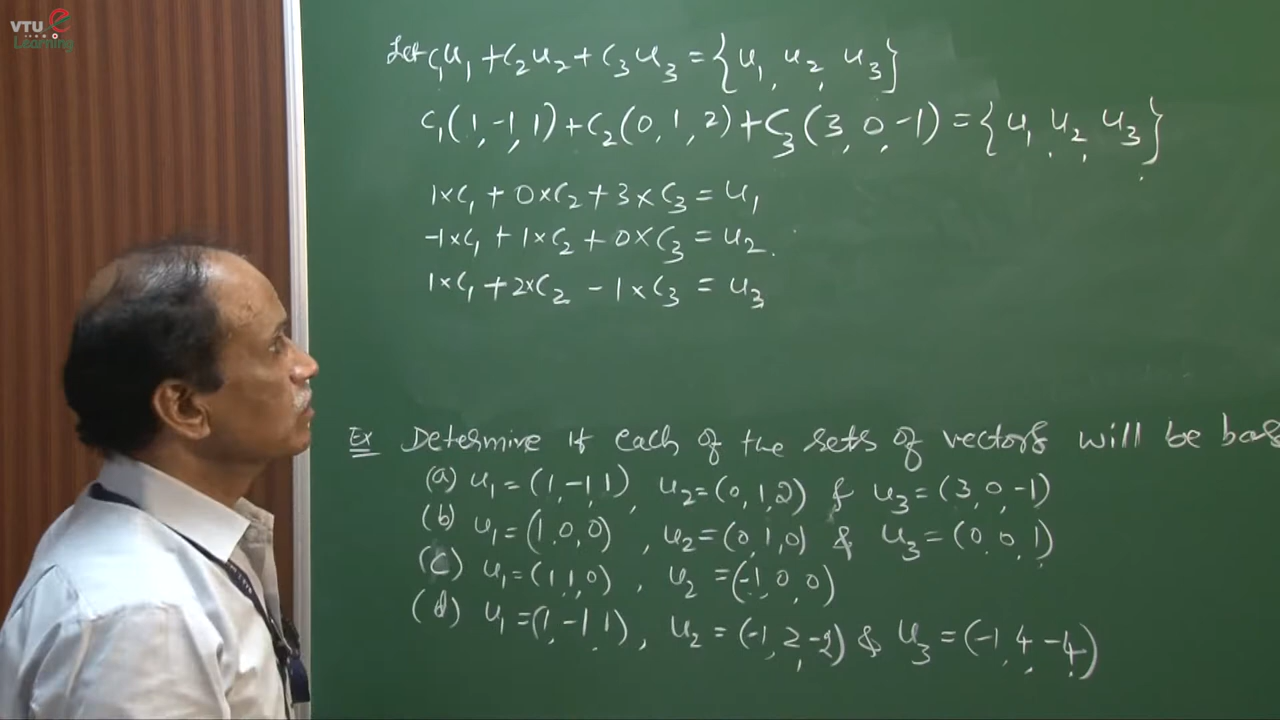 VTU e
Learning
Let c₁u₁ + c₂u₂ + c₃u₃ = {u₁, u₂, u₃}
c₁(1, -1, 1) + c₂(0, 1, 2) + c₃(3, 0, -1) = {u₁, u₂, u₃}
1×c₁ + 0×c₂ + 3×c₃ = u₁
-1×c₁ + 1×c₂ + 0×c₃ = u₂.
1×c₁ + 2×c₂ - 1×c₃ = u₃
Ex Determine if each of the sets of vectors will be bas
(a) u₁ = (1, -1, 1), u₂ = (0, 1, 2) & u₃ = (3, 0, -1)
(b) u₁ = (1, 0, 0), u₂ = (0, 1, 0) & u₃ = (0, 0, 1)
(c) u₁ = (1, 1, 0), u₂ = (-1, 0, 0)
(d) u₁ = (1, -1, 1), u₂ = (-1, 2, -2) & u₃ = (-1, 4, -4)